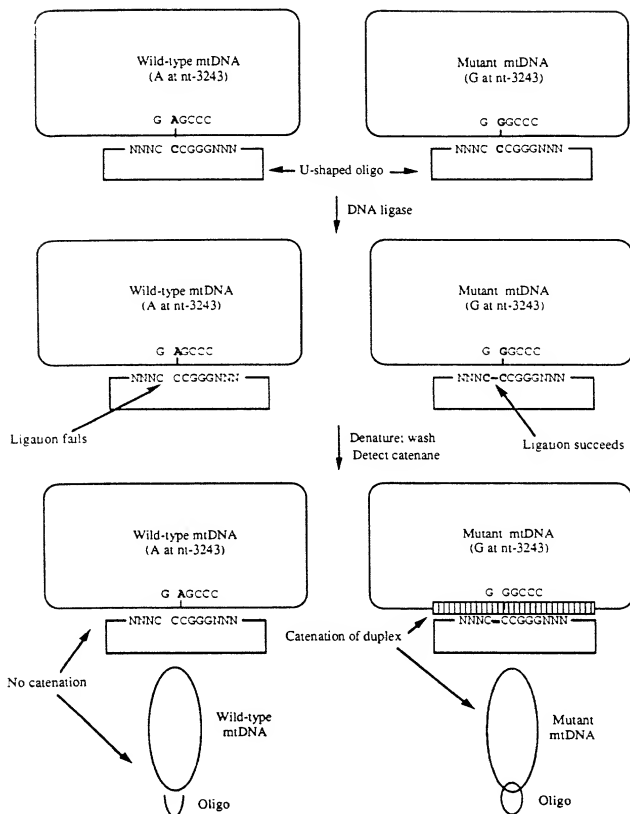 Wild-type mtDNA
(A at nt-3243)
G AGCCC
NNNC CCGGGNNN
Mutant mtDNA
(G at nt-3243)
G GGCCC
NNNC CCGGGNNN
U-shaped oligo
DNA ligase
Wild-type mtDNA
(A at nt-3243)
G AGCCC
NNNC CCGGGNNN
Ligation fails
Mutant mtDNA
(G at nt-3243)
G GGCCC
NNNC-CCGGGNNN
Ligation succeeds
Denature; wash
Detect catenane
Wild-type mtDNA
(A at nt-3243)
G AGCCC
NNNC CCGGGNNN
Mutant mtDNA
(G at nt-3243)
G GGCCC
NNNC-CCGGGNNN
Catenation of duplex
No catenation
Wild-type
mtDNA
Oligo
Mutant
mtDNA
Oligo